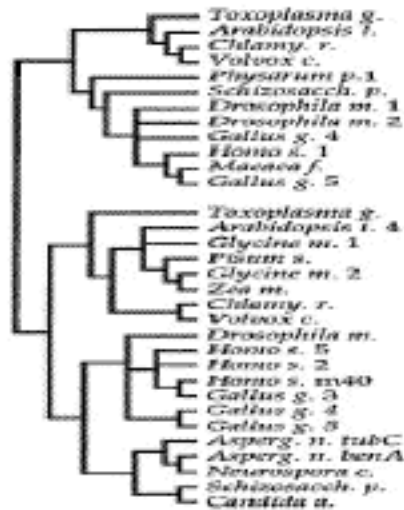 Toxoplasma g.
Arabidopsis t.
Chlamy. r.
Volvox c.
Physarum p.1
Schizosacch. p.
Drosophila m. 1
Drosophila m. 2
Gallus g. 4
Homo s. 1
Macaca f.
Gallus g. 5
Toxoplasma g.
Arabidopsis t. 4
Glycine m. 1
Pisum s.
Glycine m. 2
Zea m.
Chlamy. r.
Volvox c.
Drosophila m.
Homo s. 5
Homo s. 2
Homo s. m40
Gallus g. 3
Gallus g. 4
Gallus g.
Asperg. n. tubC
Asperg. n. benA
Neurospora c.
Schizosacch. p.
Candida a.